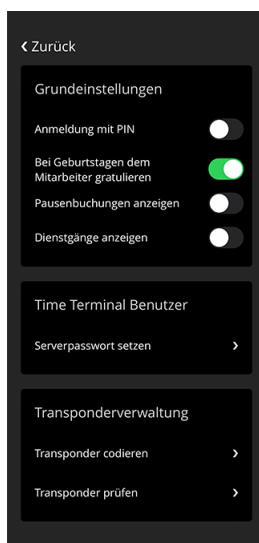 Zurück
Grundeinstellungen
Anmeldung mit PIN
Bei Geburtstagen dem
Mitarbeiter gratulieren
Pausenbuchungen anzeigen
Dienstgänge anzeigen
Time Terminal Benutzer
Serverpasswort setzen
Transponderverwaltung
Transponder codieren
Transponder prüfen